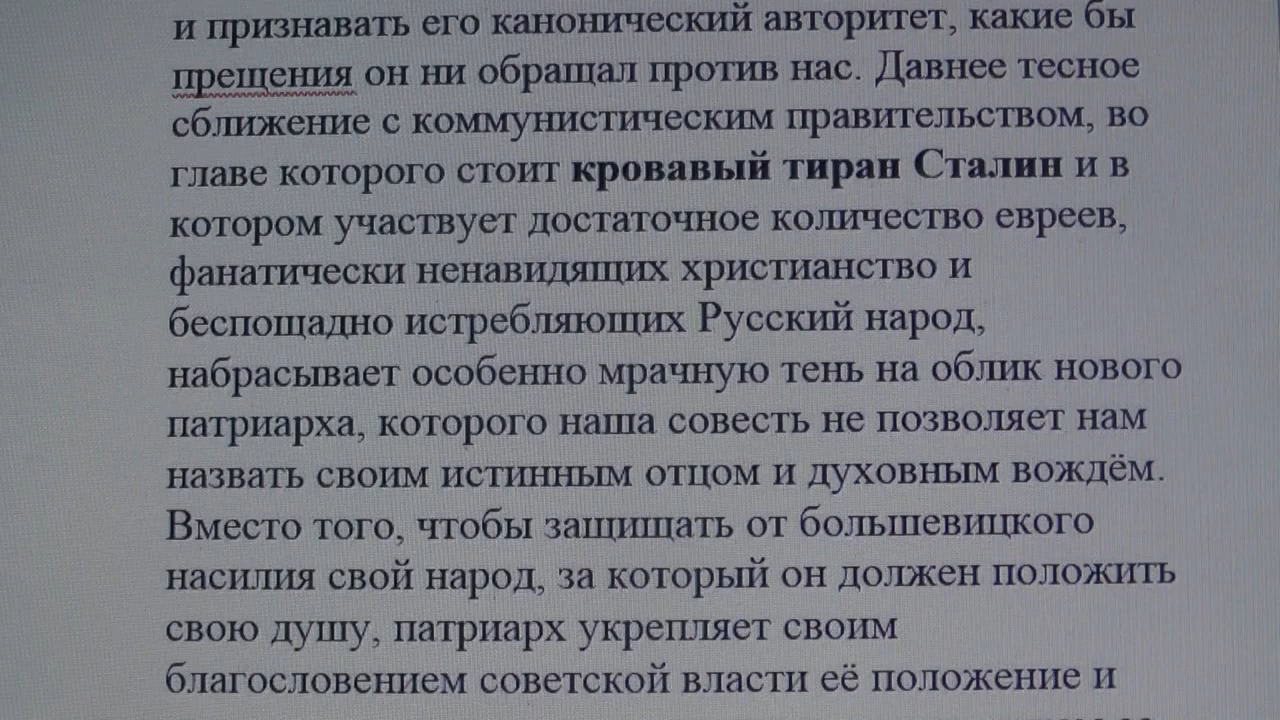 и признавать его канонический авторитет, какие бы
прещения он ни обращал против нас. Давнее тесное
сближение с коммунистическим правительством, во
главе которого стоит кровавый тиран Сталин и в
котором участвует достаточное количество евреев,
фанатически ненавидящих христианство и
беспощадно истребляющих Русский народ,
набрасывает особенно мрачную тень на облик нового
патриарха, которого наша совесть не позволяет нам
назвать своим истинным отцом и духовным вождём.
Вместо того, чтобы защищать от большевицкого
насилия свой народ, за который он должен положить
свою душу, патриарх укрепляет своим
благословением советской власти её положение и